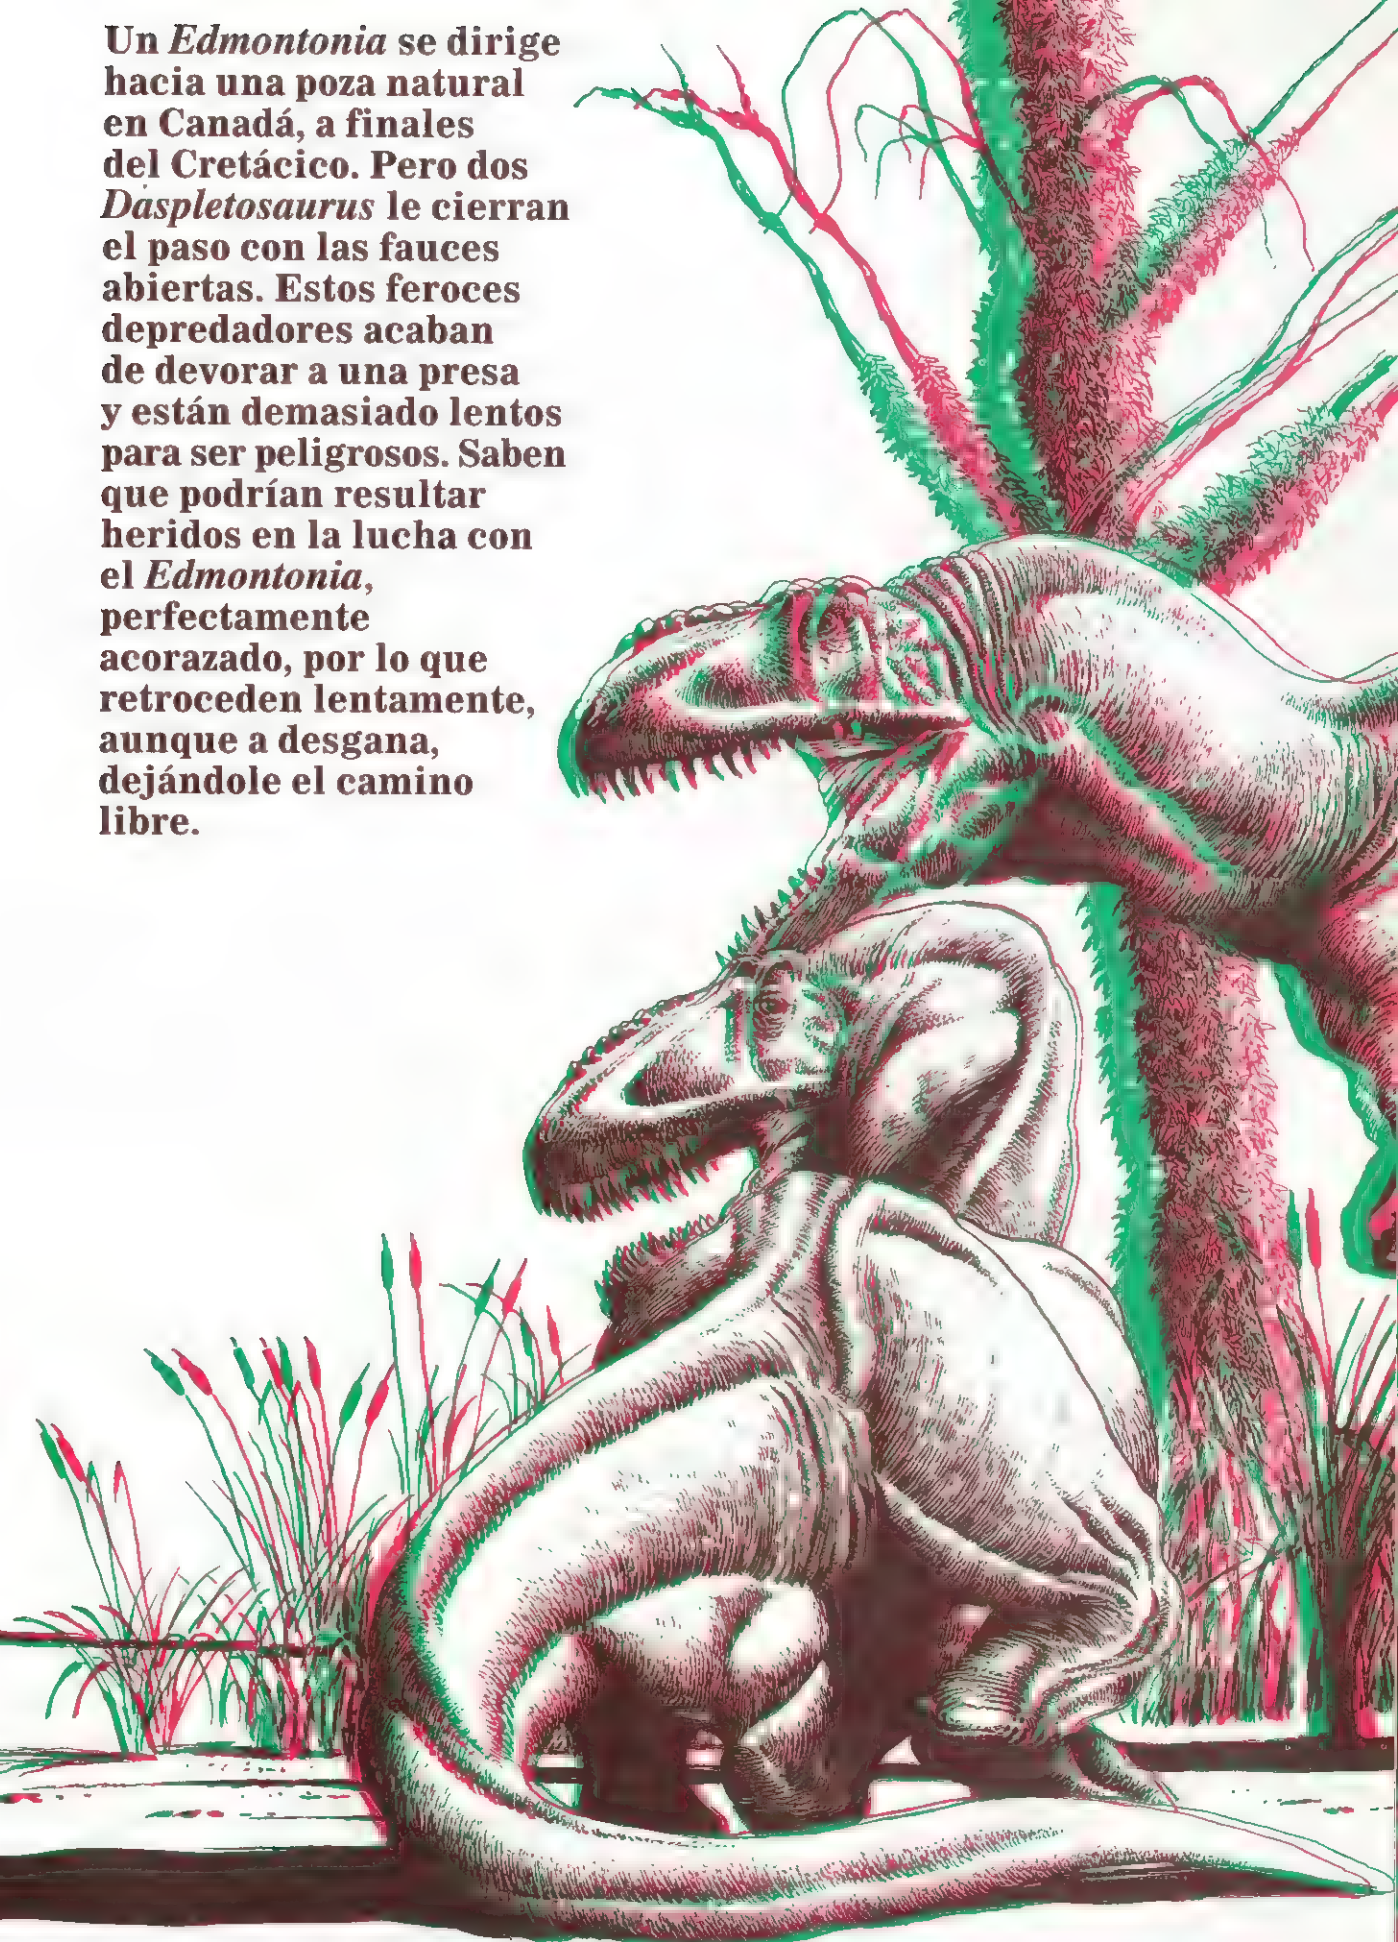 Un Edmontonia se dirige
hacia una poza natural
en Canadá, a finales
del Cretácico. Pero dos
Daspletosaurus le cierran
el paso con las fauces
abiertas. Estos feroces
depredadores acaban
de devorar a una presa
y están demasiado lentos
para ser peligrosos. Saben
que podrían resultar
heridos en la lucha con
el Edmontonia,
perfectamente
acorazado, por lo que
retroceden lentamente,
aunque a desgana,
dejándole el camino
libre.